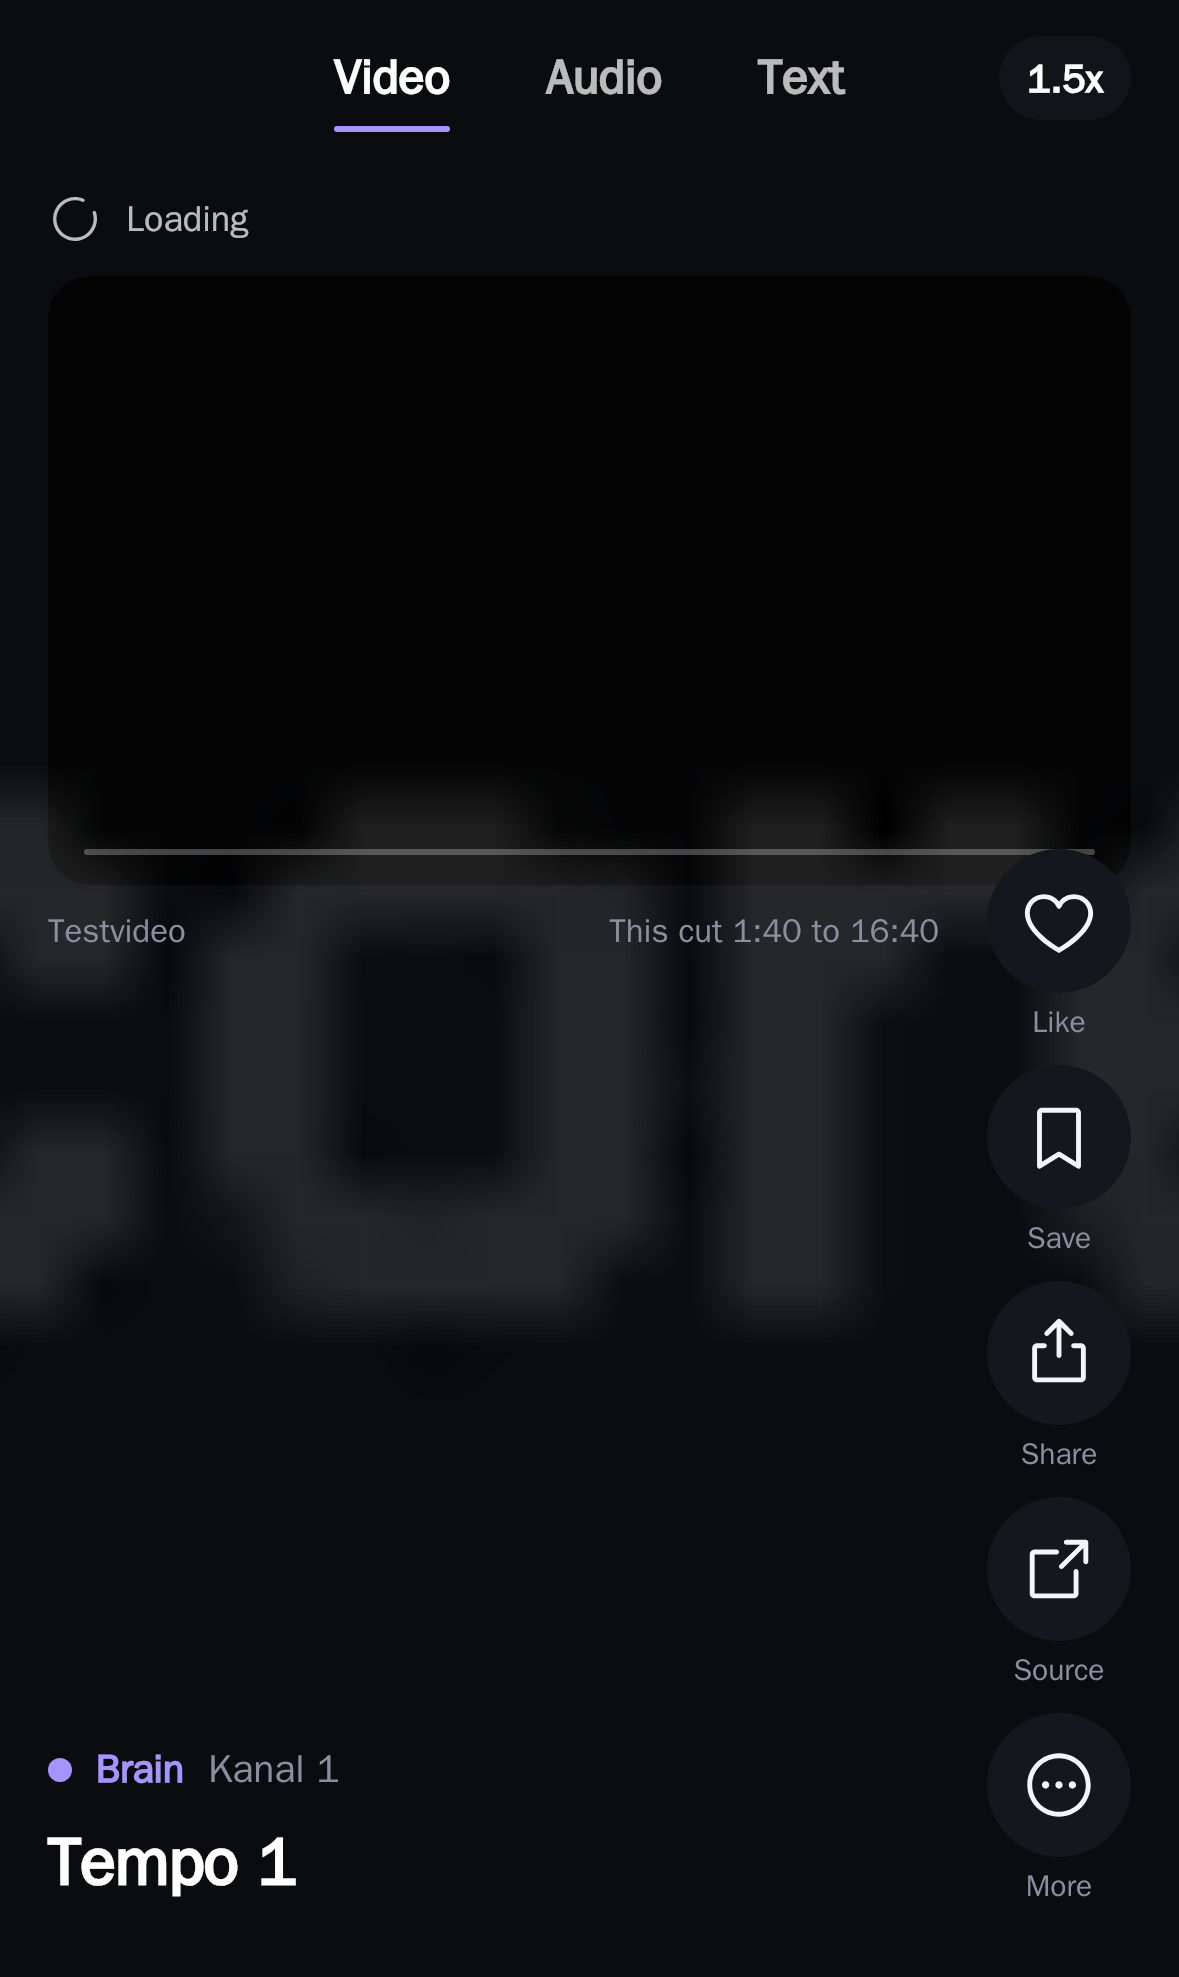 Video Audio Text 1.5x
Loading
Testvideo This cut 1:40 to 16:40
Like
Save
Share
Source
Brain Kanal 1
Tempo 1
More